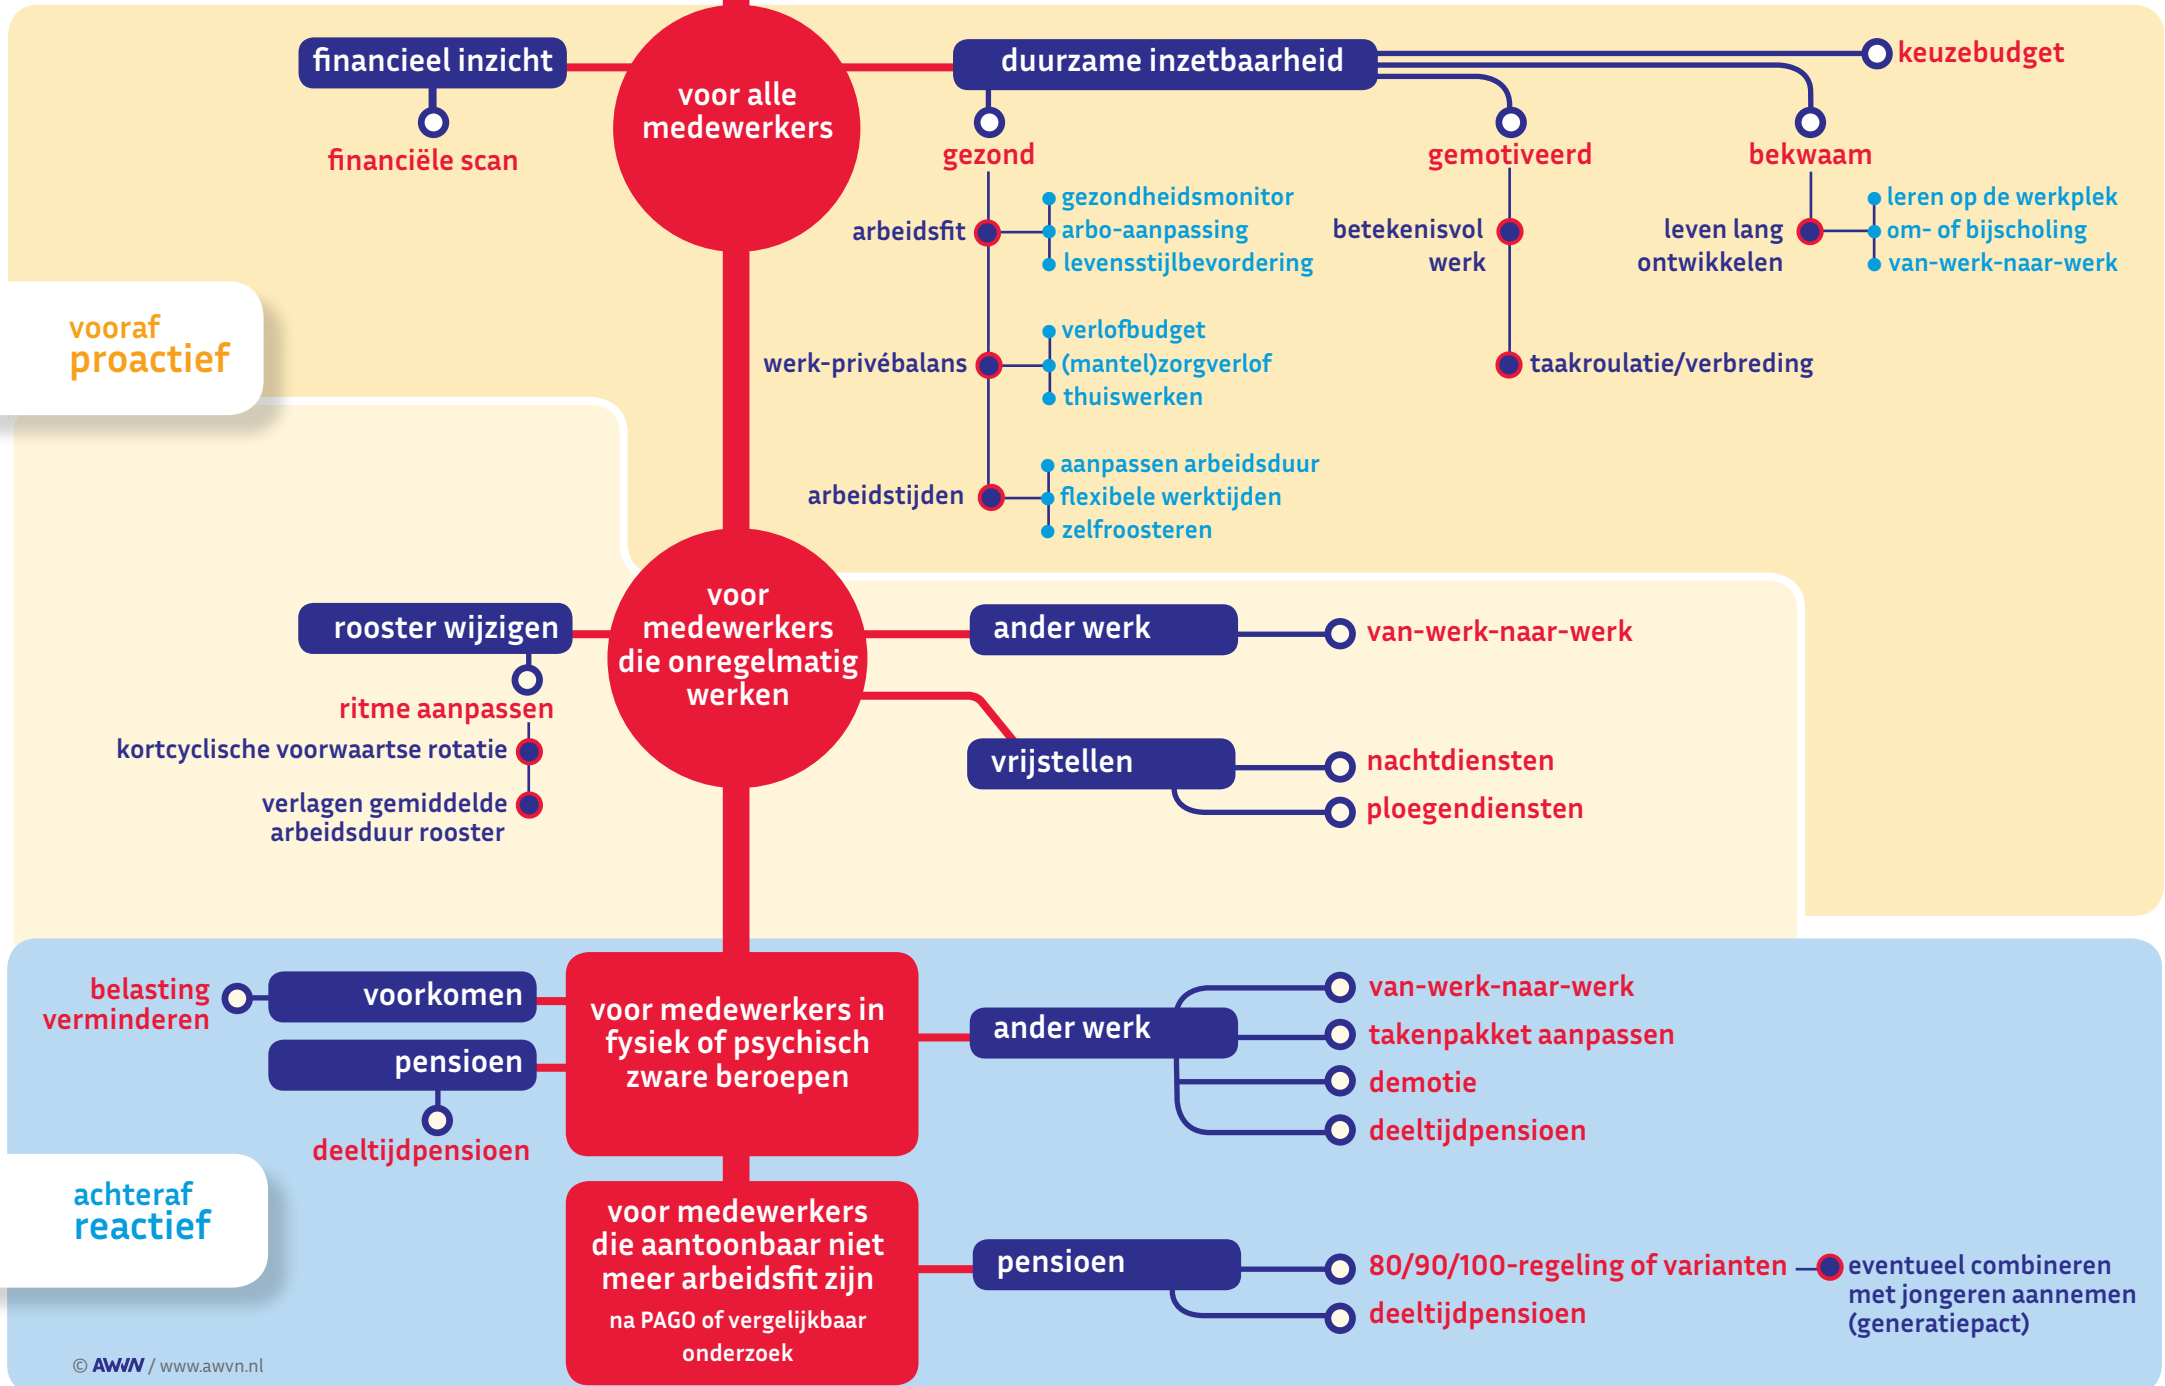 financieel inzicht
financiële scan
voor alle
medewerkers
duurzame inzetbaarheid
keuzebudget
gezond
arbeidsfit
gezondheidsmonitor
arbo-aanpassing
levensstijlbevordering
werk-privébalans
verlofbudget
(mantel)zorgverlof
thuiswerken
arbeidstijden
aanpassen arbeidsduur
flexibele werktijden
zelfroosteren
gemotiveerd
betekenisvol
werk
taakroulatie/verbreding
bekwaam
leven lang
ontwikkelen
leren op de werkplek
om- of bijscholing
van-werk-naar-werk
vooraf
proactief
rooster wijzigen
ritme aanpassen
kortcyclische voorwaartse rotatie
verlagen gemiddelde
arbeidsduur rooster
voor
medewerkers
die onregelmatig
werken
ander werk
van-werk-naar-werk
vrijstellen
nachtdiensten
ploegendiensten
belasting
verminderen
voorkomen
pensioen
deeltijdpensioen
voor medewerkers in
fysiek of psychisch
zware beroepen
ander werk
van-werk-naar-werk
takenpakket aanpassen
demotie
deeltijdpensioen
achteraf
reactief
voor medewerkers
die aantoonbaar niet
meer arbeidsfit zijn
na PAGO of vergelijkbaar
onderzoek
pensioen
80/90/100-regeling of varianten
deeltijdpensioen
eventueel combineren
met jongeren aannemen
(generatiepact)
© AWVN / www.awvn.nl